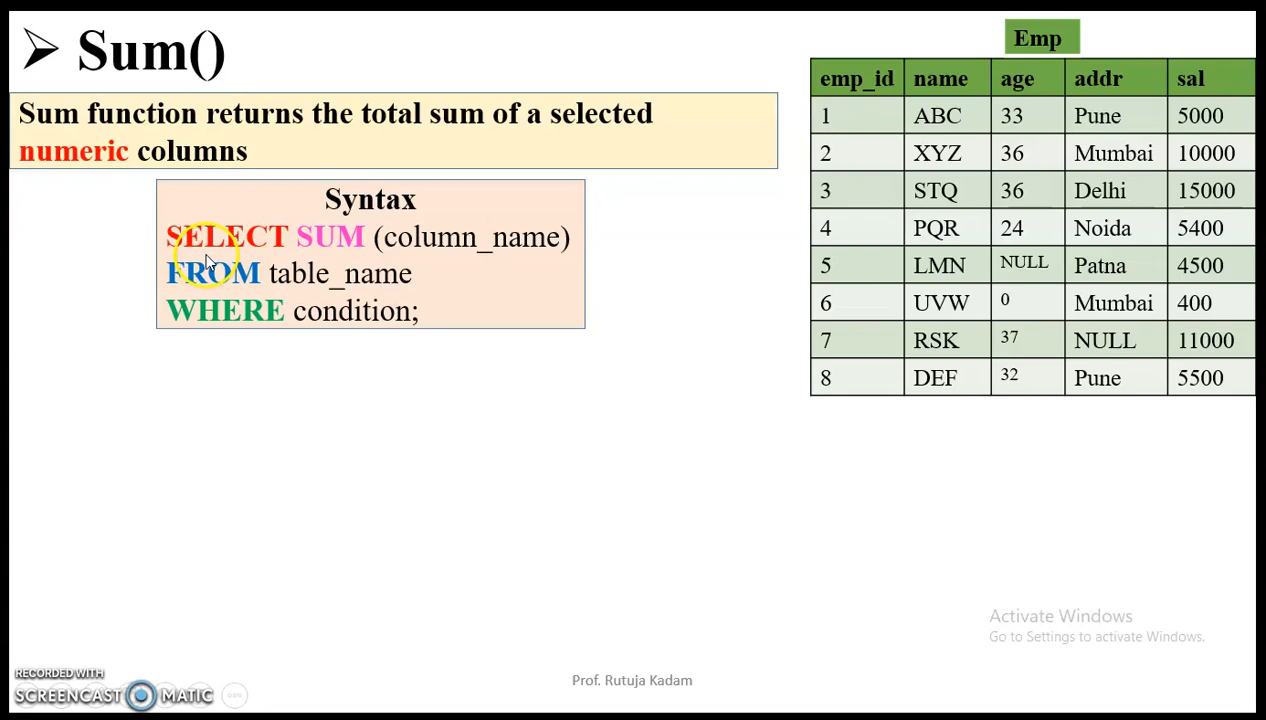 ➢ Sum()
Sum function returns the total sum of a selected
numeric columns
Syntax
SELECT SUM (column_name)
FROM table_name
WHERE condition;
Emp
emp_id name age addr sal
1 ABC 33 Pune 5000
2 XYZ 36 Mumbai 10000
3 STQ 36 Delhi 15000
4 PQR 24 Noida 5400
5 LMN NULL Patna 4500
6 UVW 0 Mumbai 400
7 RSK 37 NULL 11000
8 DEF 32 Pune 5500
Activate Windows
Go to Settings to activate Windows.
Prof. Rutuja Kadam
RECORDED WITH
SCREENCAST MATIC